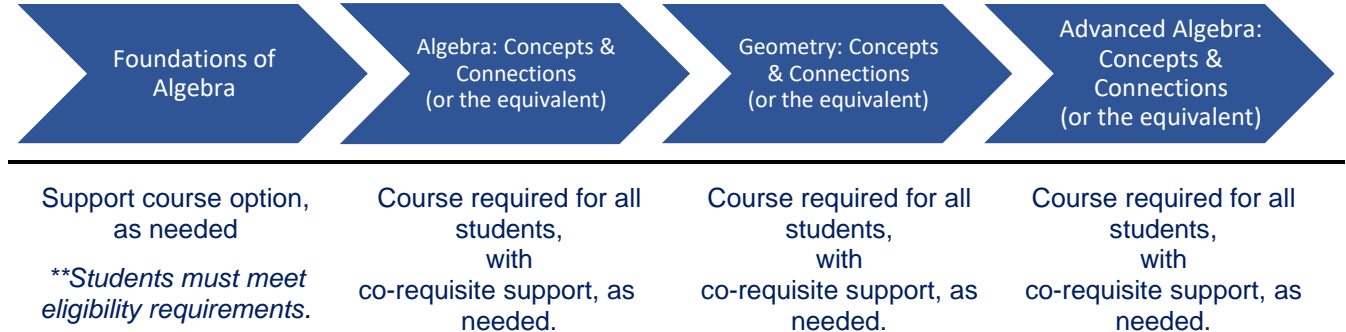 Foundations of
Algebra
Algebra: Concepts &
Connections
(or the equivalent)
Geometry: Concepts
& Connections
(or the equivalent)
Advanced Algebra:
Concepts &
Connections
(or the equivalent)
Support course option,
as needed
**Students must meet
eligibility requirements.
Course required for all
students,
with
co-requisite support, as
needed.
Course required for all
students,
with
co-requisite support, as
needed.
Course required for all
students,
with
co-requisite support, as
needed.